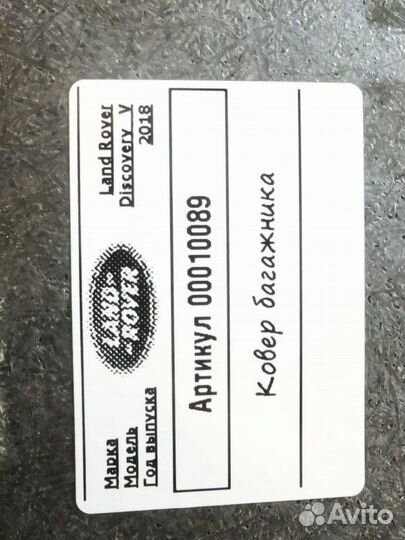 Марка Land Rover
Модель Discovery V
Год выпуска 2018
LAND ROVER
Артикул 00010089
Ковер багажника
Avito